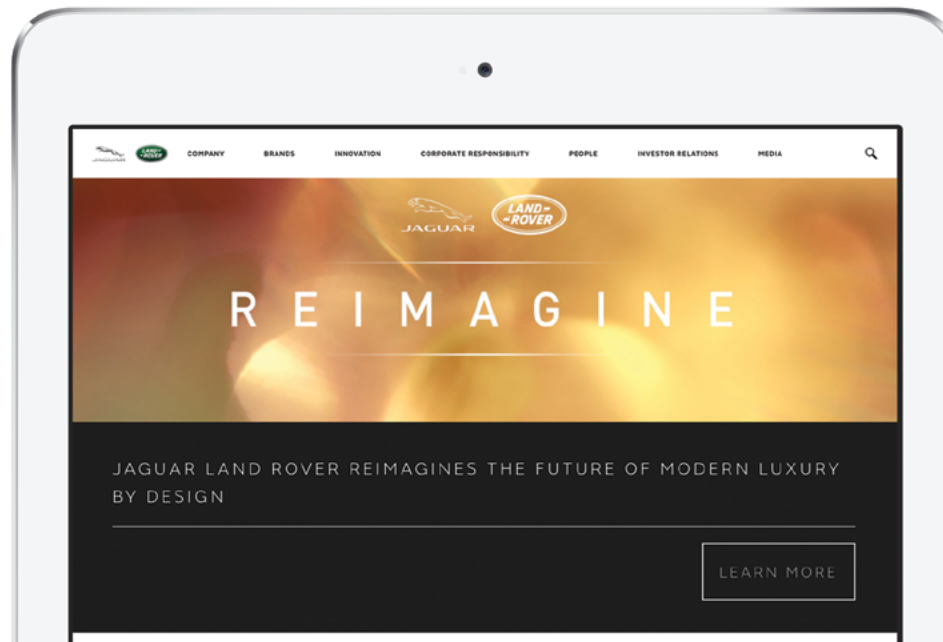 JAGUAR
LAND-
-ROVER
COMPANY
BRANDS
INNOVATION
CORPORATE RESPONSIBILITY
PEOPLE
INVESTOR RELATIONS
MEDIA
JAGUAR
LAND-
-ROVER
REIMAGINE
JAGUAR LAND ROVER REIMAGINES THE FUTURE OF MODERN LUXURY
BY DESIGN
LEARN MORE